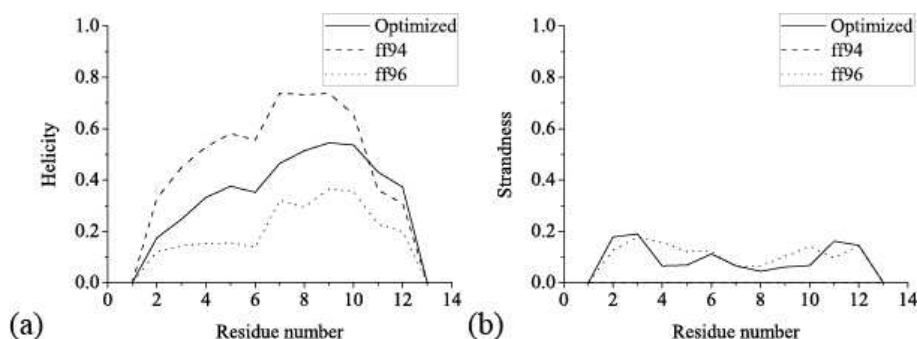 1.0
0.8
0.6
0.4
0.2
0.0
Helicity
Optimized
ff94
ff96
0 2 4 6 8 10 12 14
Residue number
(a)
1.0
0.8
0.6
0.4
0.2
0.0
Strandness
Optimized
ff94
ff96
0 2 4 6 8 10 12 14
Residue number
(b)